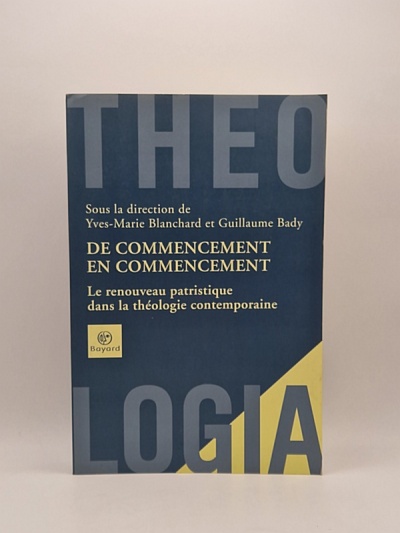 THEO
Sous la direction de
Yves-Marie Blanchard et Guillaume Bady
DE COMMENCEMENT
EN COMMENCEMENT
Le renouveau patristique
dans la théologie contemporaine
Bayard
LOGIA